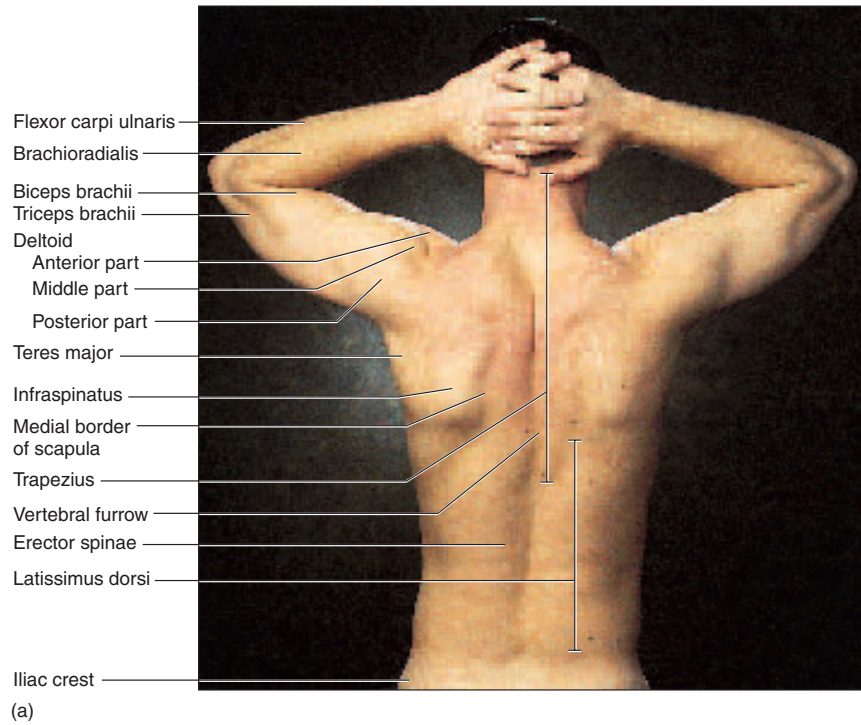 Flexor carpi ulnaris
Brachioradialis
Biceps brachii
Triceps brachii
Deltoid
Anterior part
Middle part
Posterior part
Teres major
Infraspinatus
Medial border
of scapula
Trapezius
Vertebral furrow
Erector spinae
Latissimus dorsi
Iliac crest
(a)